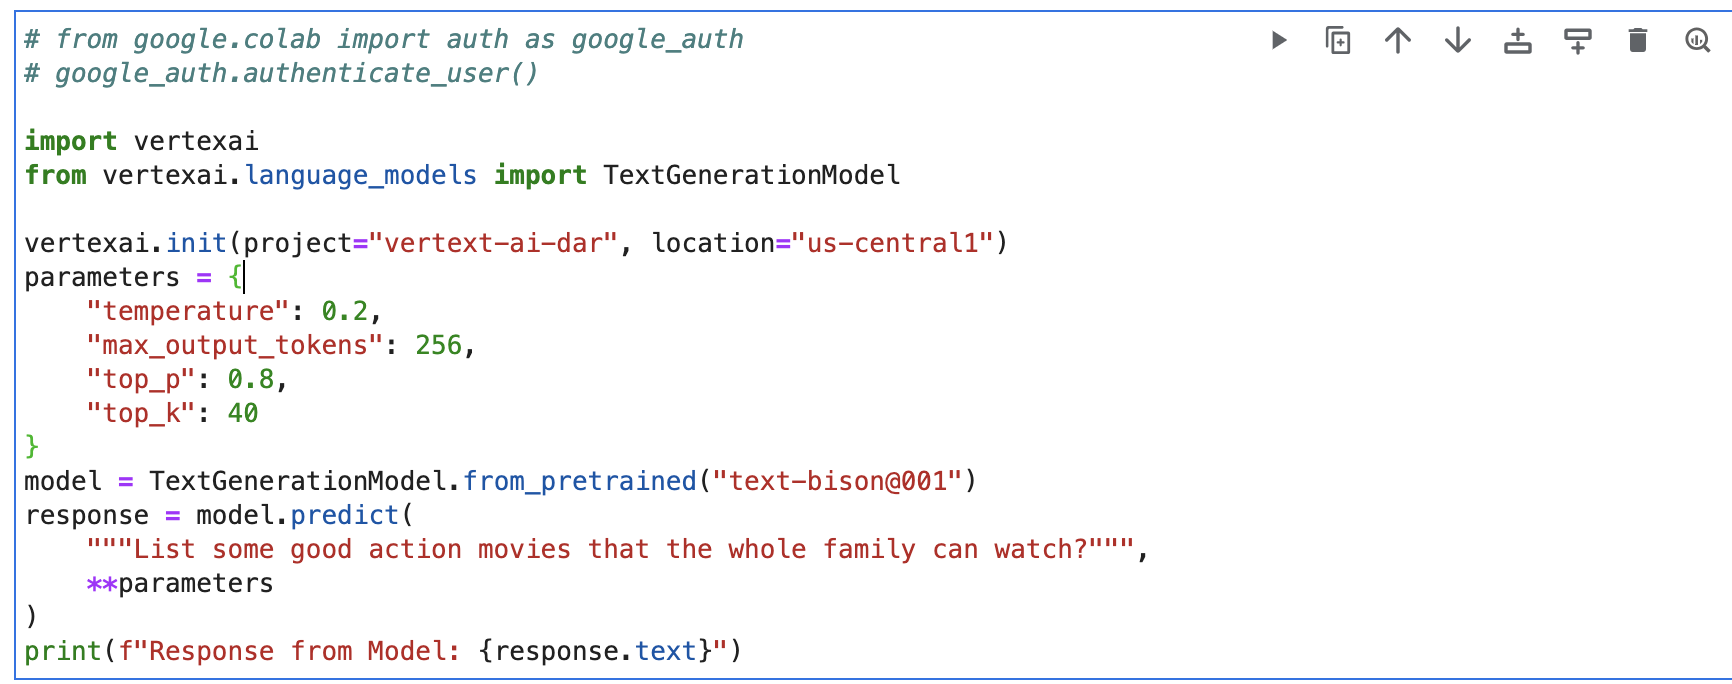 # from google.colab import auth as google_auth
# google_auth.authenticate_user()
import vertexai
from vertexai.language_models import TextGenerationModel
vertexai.init(project="vertext-ai-dar", location="us-central1")
parameters = {
    "temperature": 0.2,
    "max_output_tokens": 256,
    "top_p": 0.8,
    "top_k": 40
}
model = TextGenerationModel.from_pretrained("text-bison@001")
response = model.predict(
    """List some good action movies that the whole family can watch?""",
    **parameters
)
print(f"Response from Model: {response.text}")